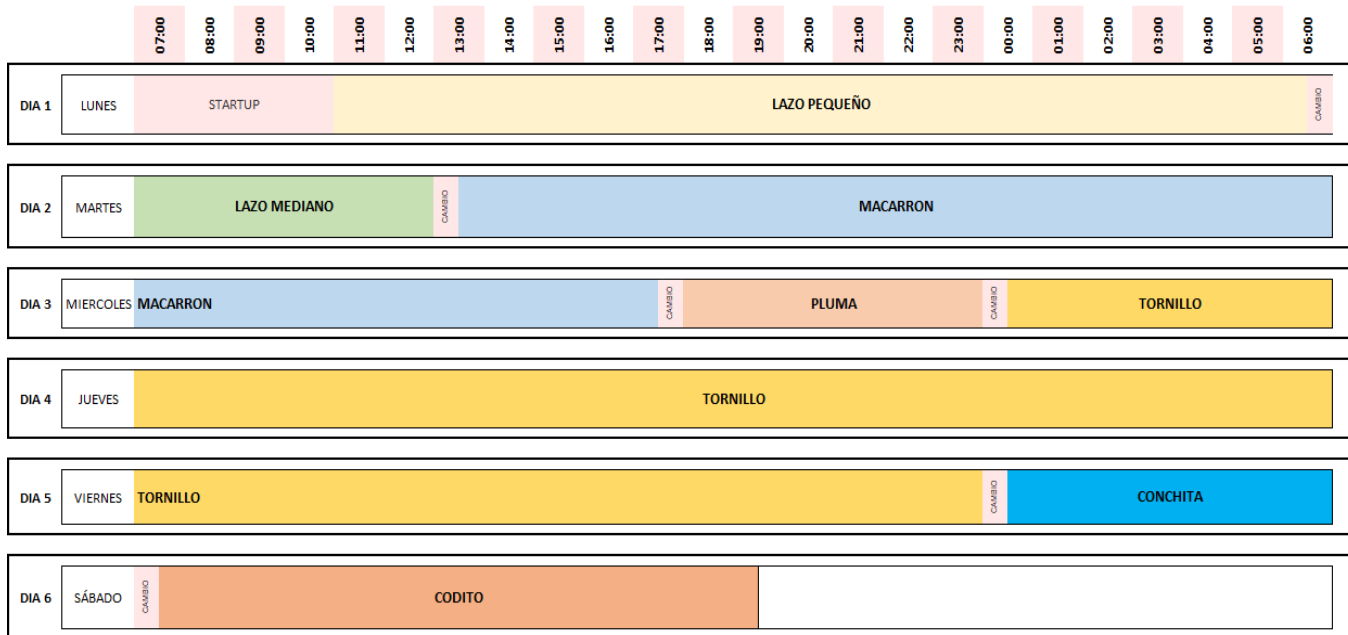 07:00 08:00 09:00 10:00 11:00 12:00 13:00 14:00 15:00 16:00 17:00 18:00 19:00 20:00 21:00 22:00 23:00 00:00 01:00 02:00 03:00 04:00 05:00 06:00
DIA 1 LUNES STARTUP LAZO PEQUEÑO CAMBIO
DIA 2 MARTES LAZO MEDIANO CAMBIO MACARRON
DIA 3 MIERCOLES MACARRON CAMBIO PLUMA CAMBIO TORNILLO
DIA 4 JUEVES TORNILLO
DIA 5 VIERNES TORNILLO CAMBIO CONCHITA
DIA 6 SÁBADO CAMBIO CODITO